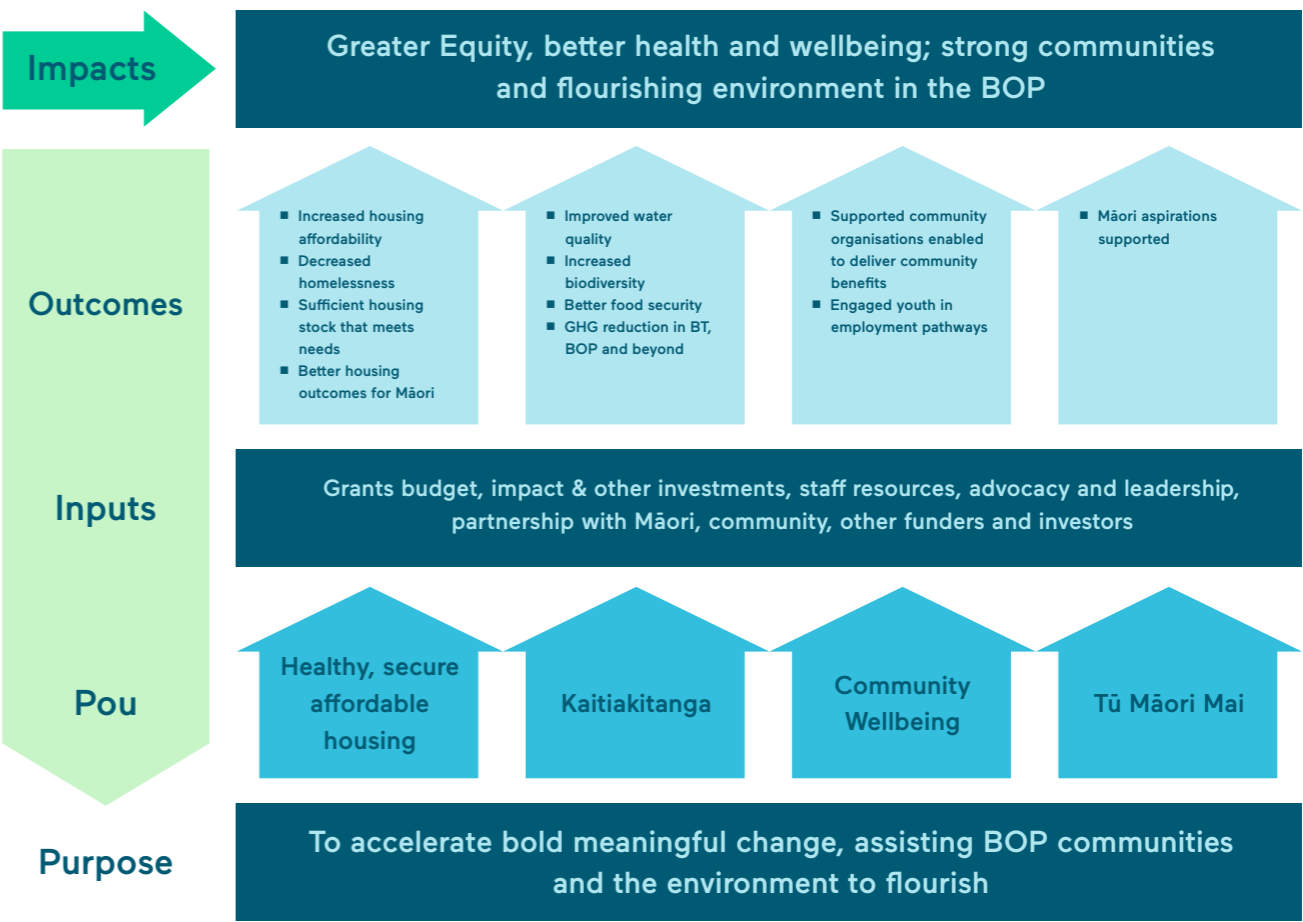 Impacts
Greater Equity, better health and wellbeing; strong communities
and flourishing environment in the BOP
Outcomes
■ Increased housing
affordability
■ Decreased
homelessness
■ Sufficient housing
stock that meets
needs
■ Better housing
outcomes for Māori
■ Improved water
quality
■ Increased
biodiversity
■ Better food security
■ GHG reduction in BT,
BOP and beyond
■ Supported community
organisations enabled
to deliver community
benefits
■ Engaged youth in
employment pathways
■ Māori aspirations
supported
Inputs
Grants budget, impact & other investments, staff resources, advocacy and leadership,
partnership with Māori, community, other funders and investors
Pou
Healthy, secure
affordable
housing
Kaitiakitanga
Community
Wellbeing
Tū Māori Mai
Purpose
To accelerate bold meaningful change, assisting BOP communities
and the environment to flourish